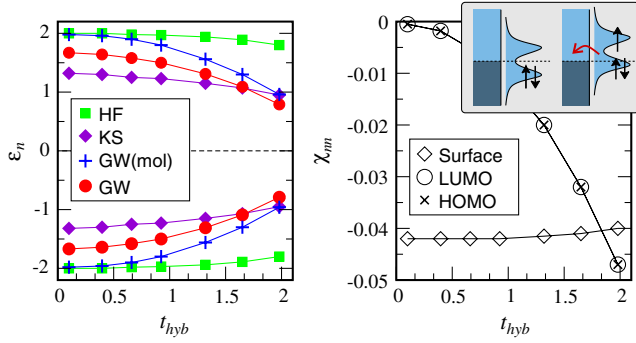 2
1
0
-1
-2
ε_n
HF
KS
GW(mol)
GW
0 0.5 1 1.5 2
t_hyb
0
-0.01
-0.02
-0.03
-0.04
-0.05
χ_nn
Surface
LUMO
HOMO
0 0.5 1 1.5 2
t_hyb